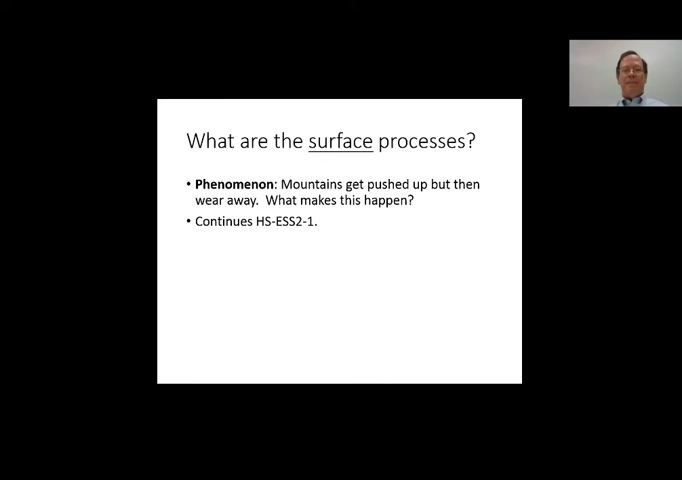 What are the surface processes?
• Phenomenon: Mountains get pushed up but then
wear away. What makes this happen?
• Continues HS-ESS2-1.